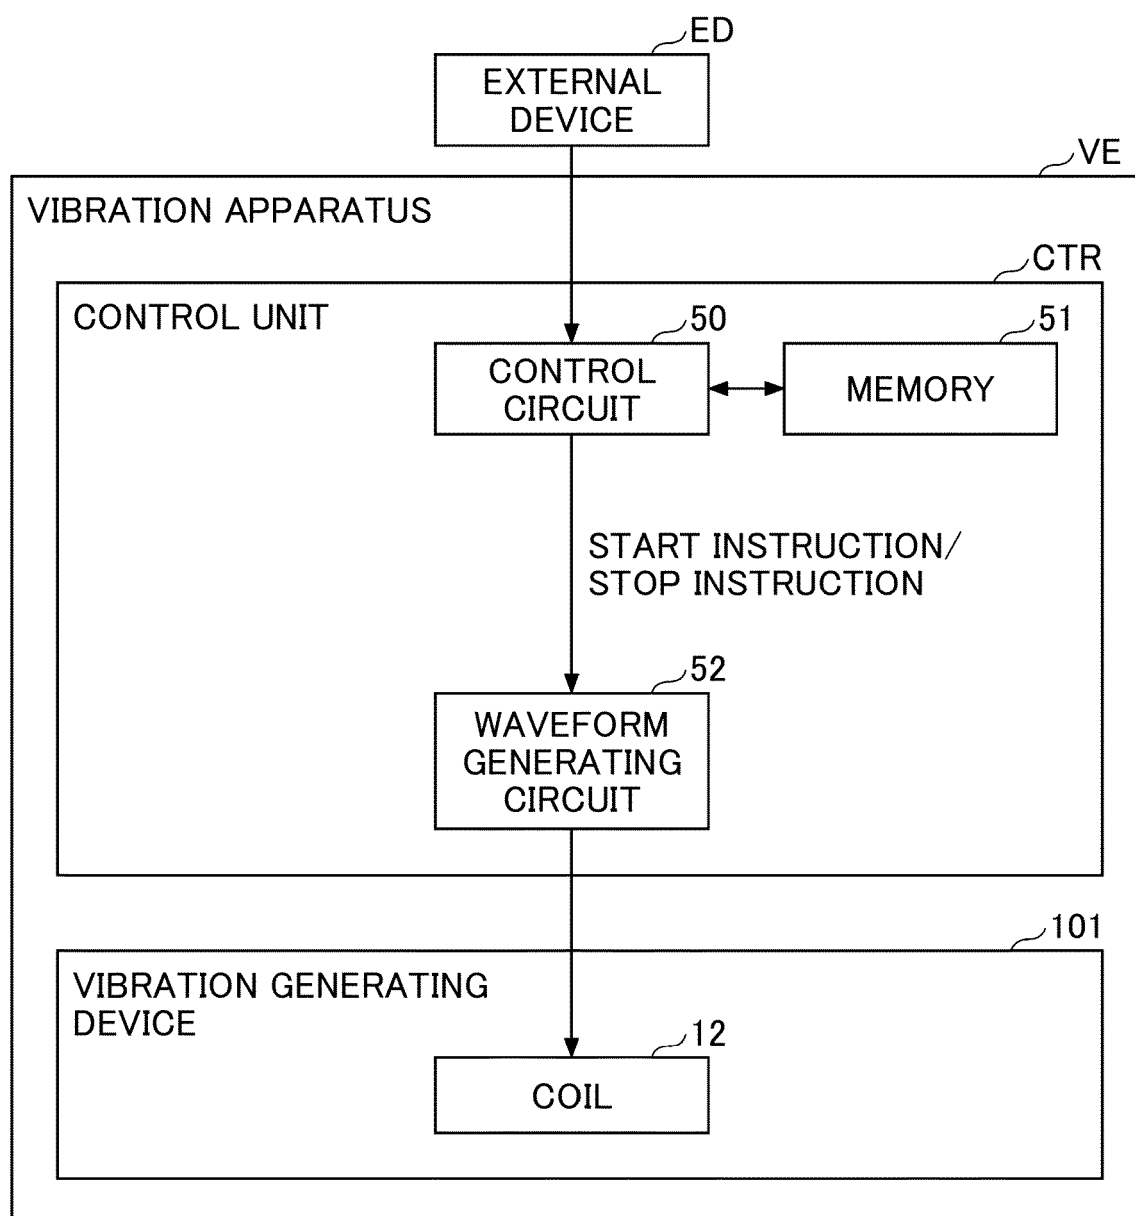 ED
EXTERNAL
DEVICE
VE
VIBRATION APPARATUS
CTR
CONTROL UNIT
50
51
CONTROL
CIRCUIT
MEMORY
START INSTRUCTION/
STOP INSTRUCTION
52
WAVEFORM
GENERATING
CIRCUIT
101
VIBRATION GENERATING
DEVICE
12
COIL